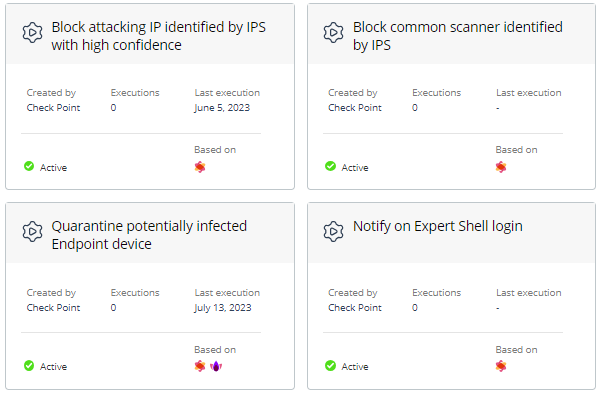 Block attacking IP identified by IPS
with high confidence
Created by
Executions
Last execution
Check Point
0
June 5, 2023
Based on
Active
Block common scanner identified
by IPS
Created by
Executions
Last execution
Check Point
0
-
Based on
Active
Quarantine potentially infected
Endpoint device
Created by
Executions
Last execution
Check Point
0
July 13, 2023
Based on
Active
Notify on Expert Shell login
Created by
Executions
Last execution
Check Point
0
-
Based on
Active